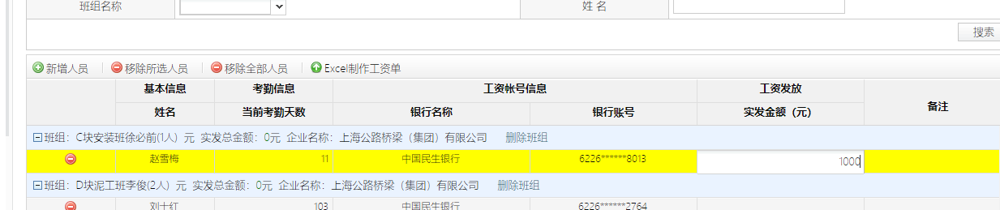 班组名称 姓 名
搜索
新增人员 移除所选人员 移除全部人员 Excel制作工资单
基本信息 考勤信息 工资帐号信息 工资发放 备注
姓名 当前考勤天数 银行名称 银行账号 实发金额（元）
班组：C块安装班徐必前(1人) 元 实发总金额：0元 企业名称：上海公路桥梁（集团）有限公司 删除班组
赵雪梅 11 中国民生银行 6226******8013 1000
班组：D块泥工班李俊(2人) 元 实发总金额：0元 企业名称：上海公路桥梁（集团）有限公司 删除班组
刘士红 103 中国民生银行 6226******2764